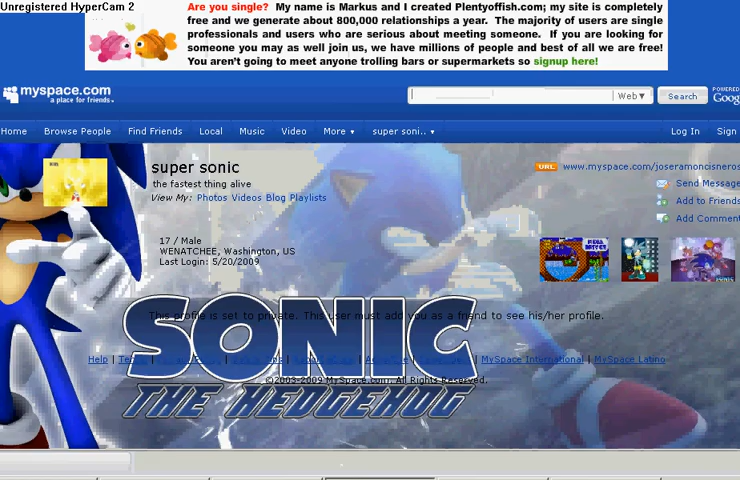 Unregistered HyperCam 2
Are you single? My name is Markus and I created Plentyoffish.com; my site is completely
free and we generate about 800,000 relationships a year. The majority of users are single
professionals and users who are serious about meeting someone. If you are looking for
someone you may as well join us, we have millions of people and best of all we are free!
You aren't going to meet anyone trolling bars or supermarkets so signup here!
myspace.com
a place for friends.
Web Search
POWERED
Goog
Home Browse People Find Friends Local Music Video More super soni.. Log In Sign
super sonic
the fastest thing alive
View My: Photos Videos Blog Playlists
URL www.myspace.com/joseramoncisneros
Send Message
Add to Friends
Add Comment
17 / Male
WENATCHEE, Washington, US
Last Login: 5/20/2009
This profile is set to private. This user must add you as a friend to see his/her profile.
SONIC
THE HEDGEHOG
Help | | MySpace International | MySpace Latino
©2003-2009 MySpace.com. All Rights Reserved.